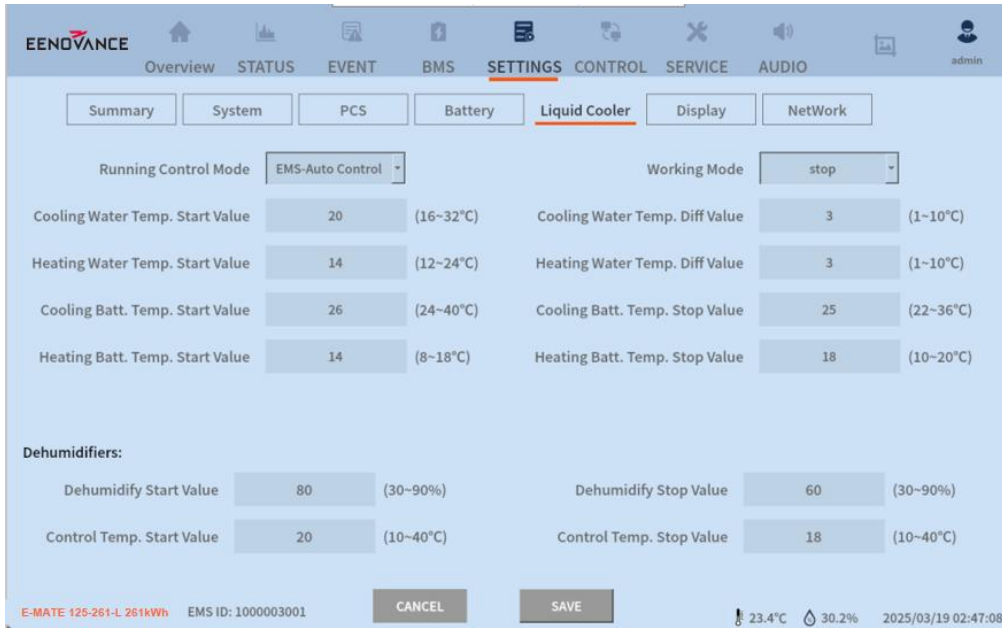 EENOVANCE
Overview STATUS EVENT BMS SETTINGS CONTROL SERVICE AUDIO admin
Summary System PCS Battery Liquid Cooler Display NetWork
Running Control Mode EMS-Auto Control Working Mode stop
Cooling Water Temp. Start Value 20 (16~32°C) Cooling Water Temp. Diff Value 3 (1~10°C)
Heating Water Temp. Start Value 14 (12~24°C) Heating Water Temp. Diff Value 3 (1~10°C)
Cooling Batt. Temp. Start Value 26 (24~40°C) Cooling Batt. Temp. Stop Value 25 (22~36°C)
Heating Batt. Temp. Start Value 14 (8~18°C) Heating Batt. Temp. Stop Value 18 (10~20°C)
Dehumidifiers:
Dehumidify Start Value 80 (30~90%) Dehumidify Stop Value 60 (30~90%)
Control Temp. Start Value 20 (10~40°C) Control Temp. Stop Value 18 (10~40°C)
CANCEL SAVE
E-MATE 125-261-L 261kWh EMS ID: 1000003001 23.4°C 30.2% 2025/03/19 02:47:08